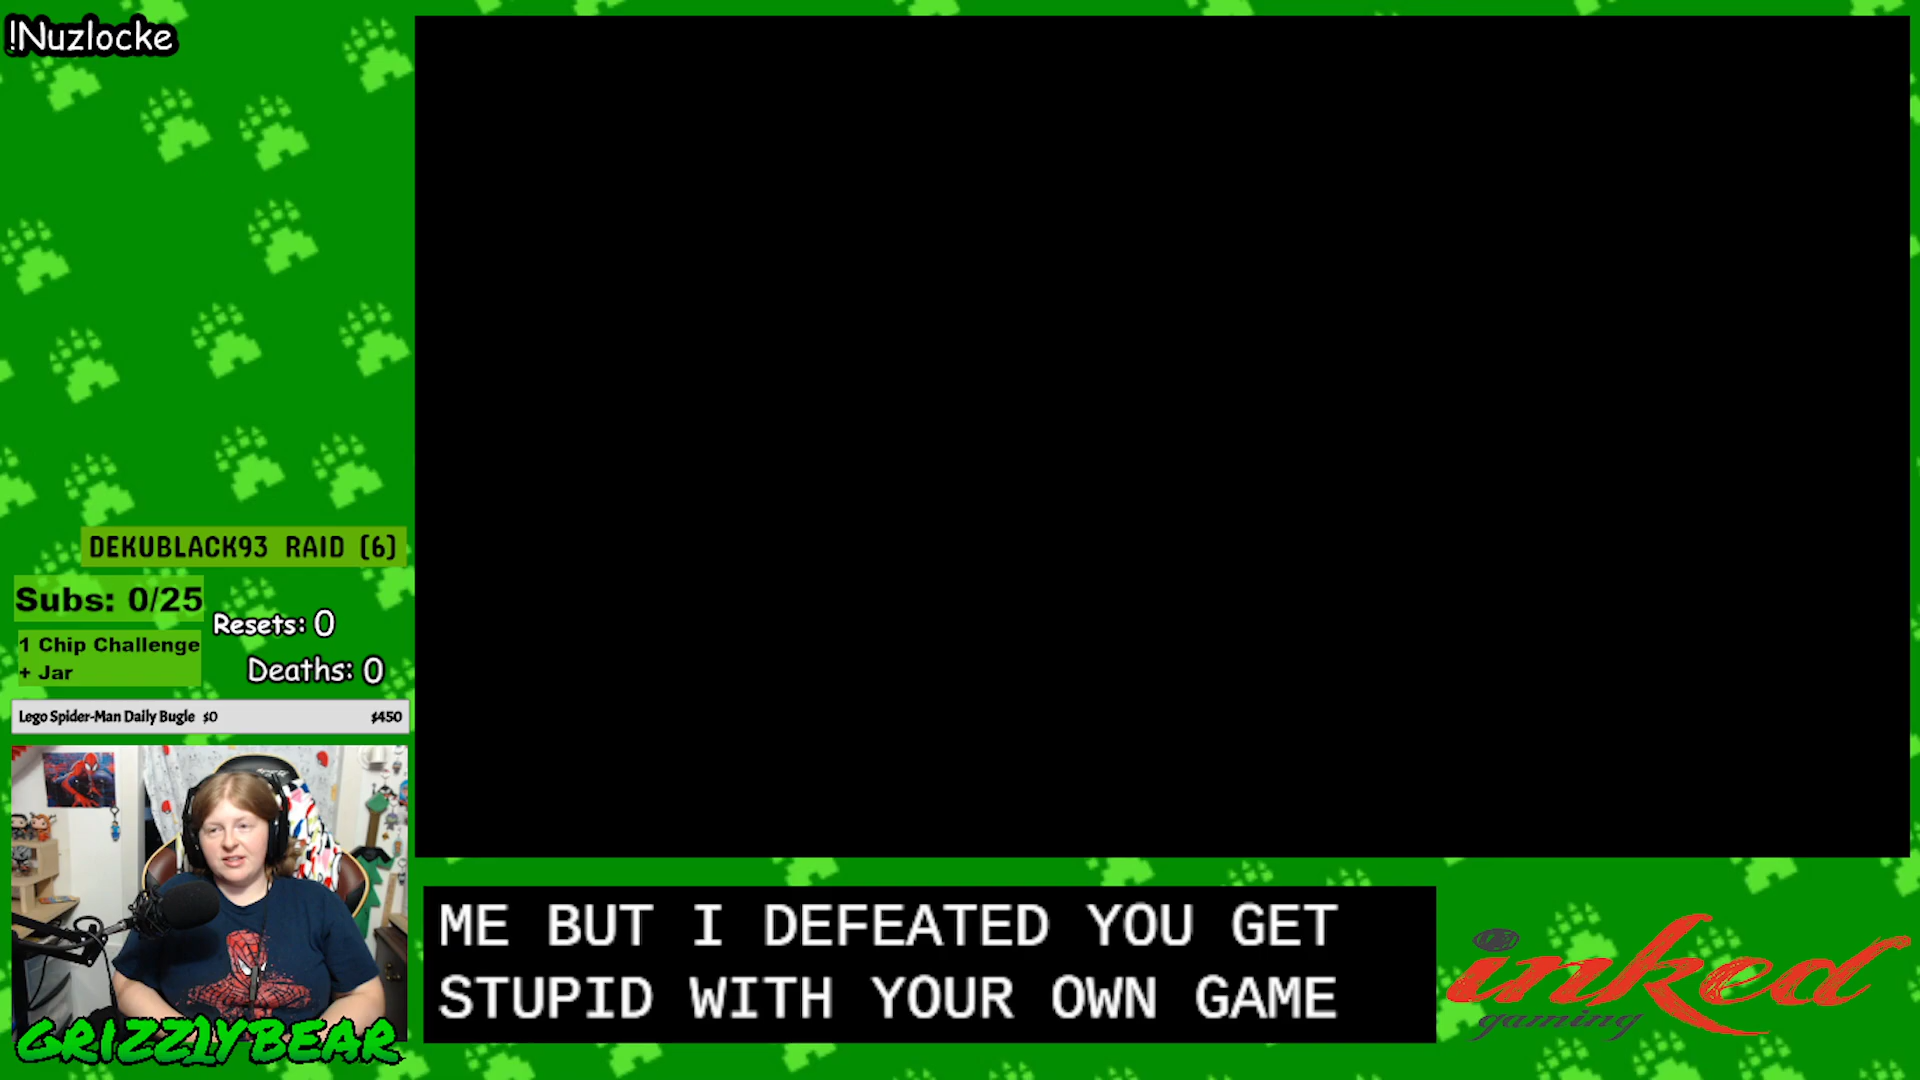 !Nuzlocke
DEKUBLACK93 RAID (6)
Subs: 0/25
Resets: 0
1 Chip Challenge
+ Jar
Deaths: 0
Lego Spider-Man Daily Bugle $0 $450
GRIZZ1YBEAR
ME BUT I DEFEATED YOU GET
STUPID WITH YOUR OWN GAME
inked
gaming